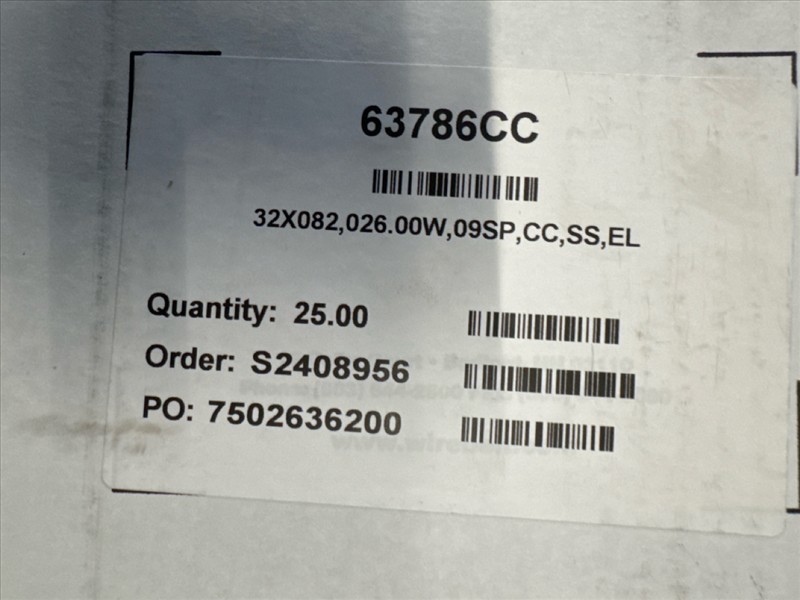 63786CC
32X082,026.00W,09SP,CC,SS,EL
Quantity: 25.00
Order: S2408956
PO: 7502636200